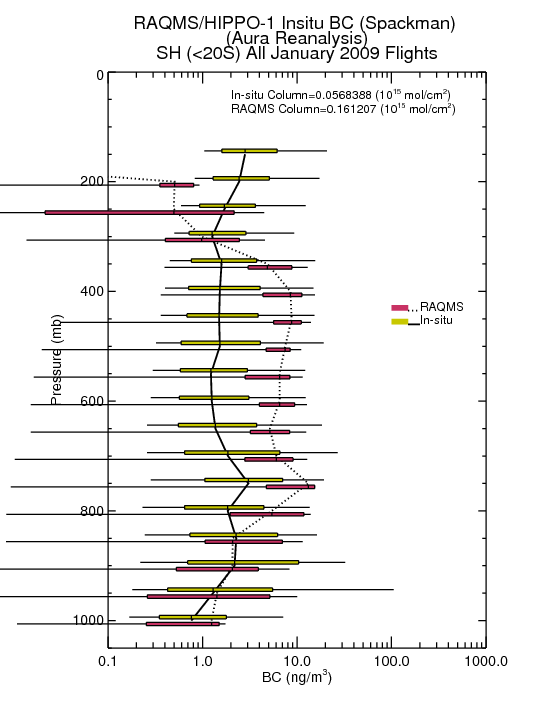 RAQMS/HIPPO-1 Insitu BC (Spackman)
(Aura Reanalysis)
SH (<20S) All January 2009 Flights
In-situ Column=0.0568388 (10¹⁵ mol/cm²)
RAQMS Column=0.161207 (10¹⁵ mol/cm²)
0
200
400
600
800
1000
Pressure (mb)
RAQMS
In-situ
0.1 1.0 10.0 100.0 1000.0
BC (ng/m³)